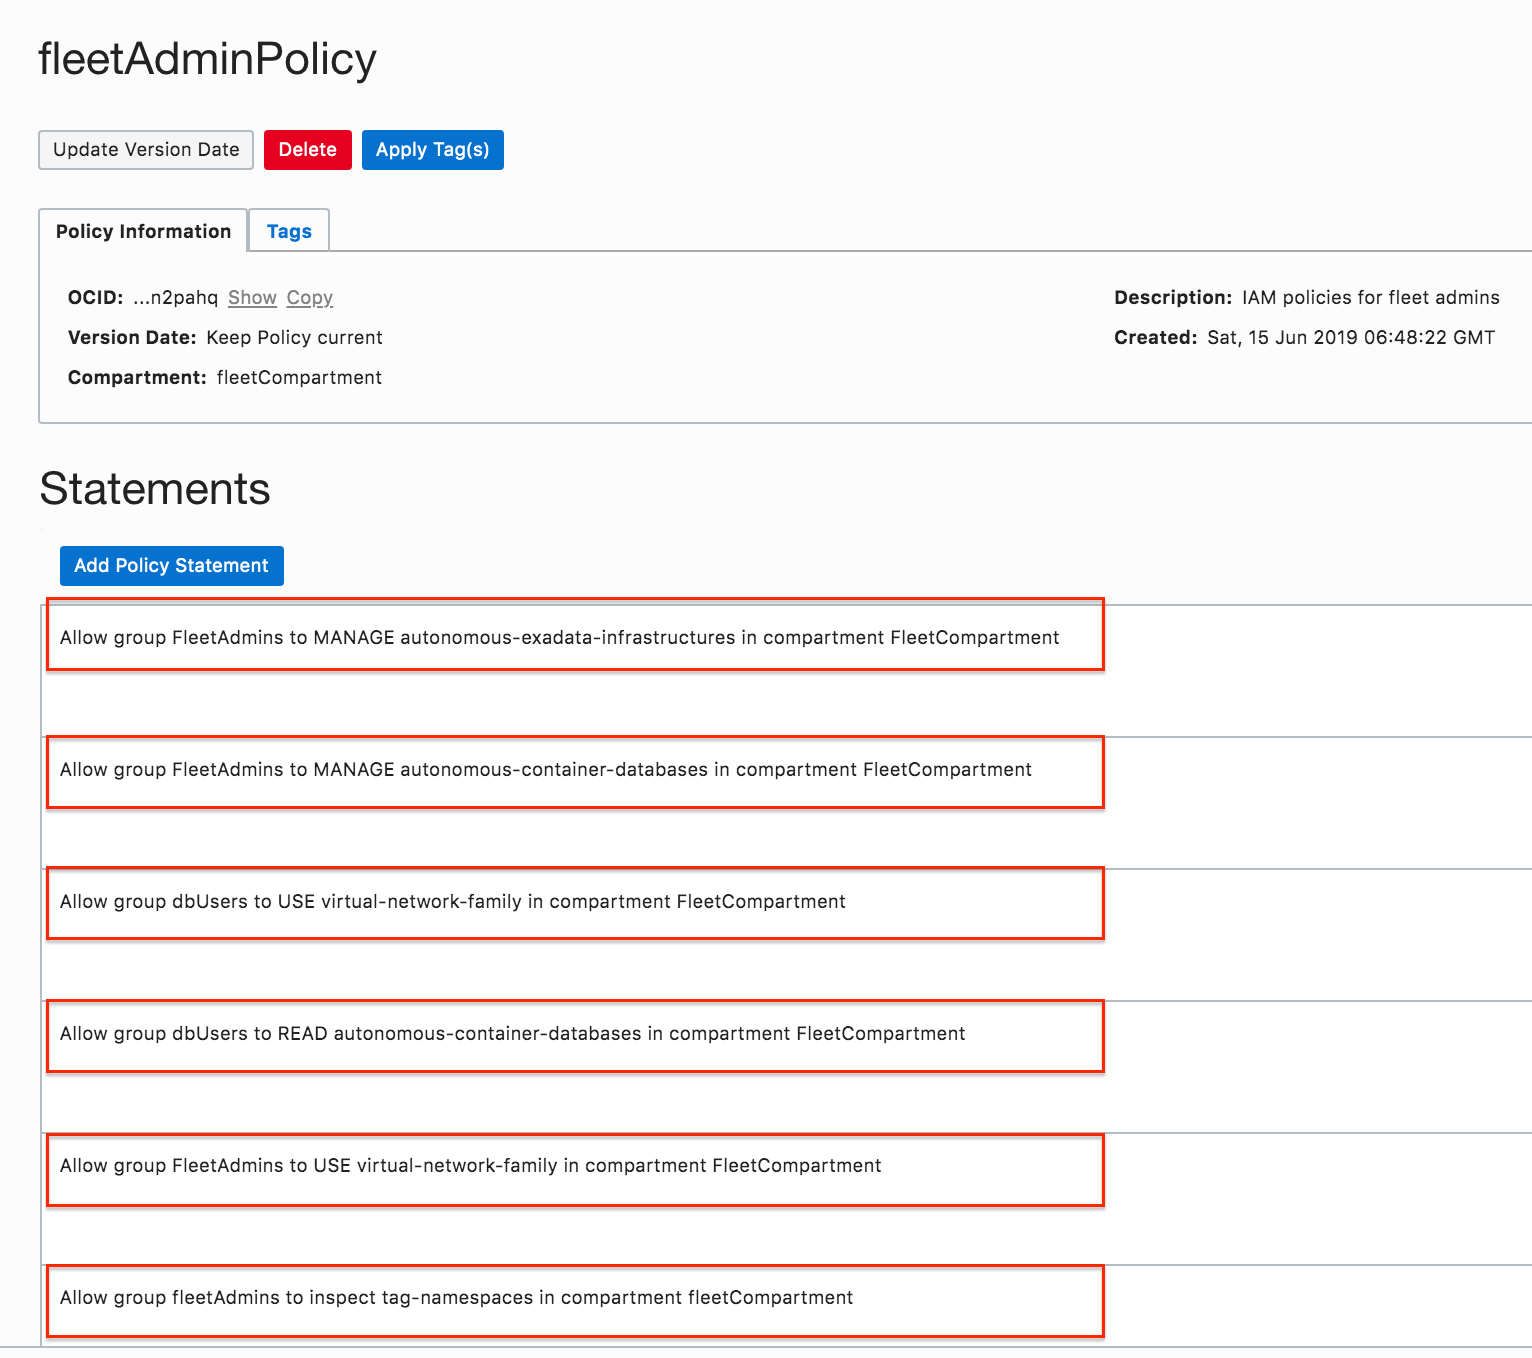 fleetAdminPolicy
Update Version Date Delete Apply Tag(s)
Policy Information Tags
OCID: ...n2pahq Show Copy Description: IAM policies for fleet admins
Version Date: Keep Policy current Created: Sat, 15 Jun 2019 06:48:22 GMT
Compartment: fleetCompartment
Statements
Add Policy Statement
Allow group FleetAdmins to MANAGE autonomous-exadata-infrastructures in compartment FleetCompartment
Allow group FleetAdmins to MANAGE autonomous-container-databases in compartment FleetCompartment
Allow group dbUsers to USE virtual-network-family in compartment FleetCompartment
Allow group dbUsers to READ autonomous-container-databases in compartment FleetCompartment
Allow group FleetAdmins to USE virtual-network-family in compartment FleetCompartment
Allow group fleetAdmins to inspect tag-namespaces in compartment fleetCompartment